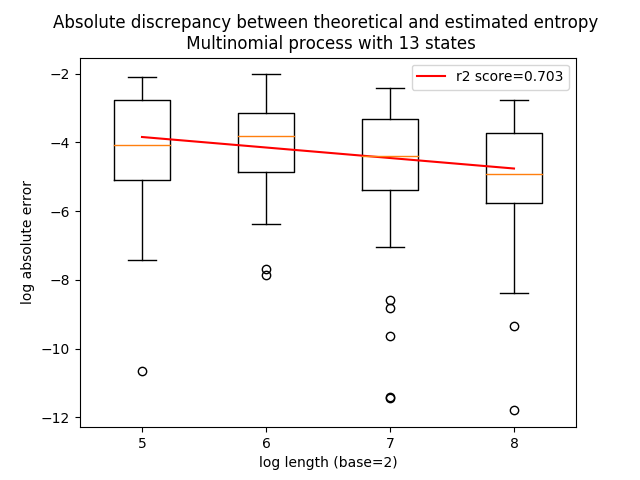 Absolute discrepancy between theoretical and estimated entropy
Multinomial process with 13 states
r2 score=0.703
−2
−4
−6
−8
−10
−12
log absolute error
5 6 7 8
log length (base=2)